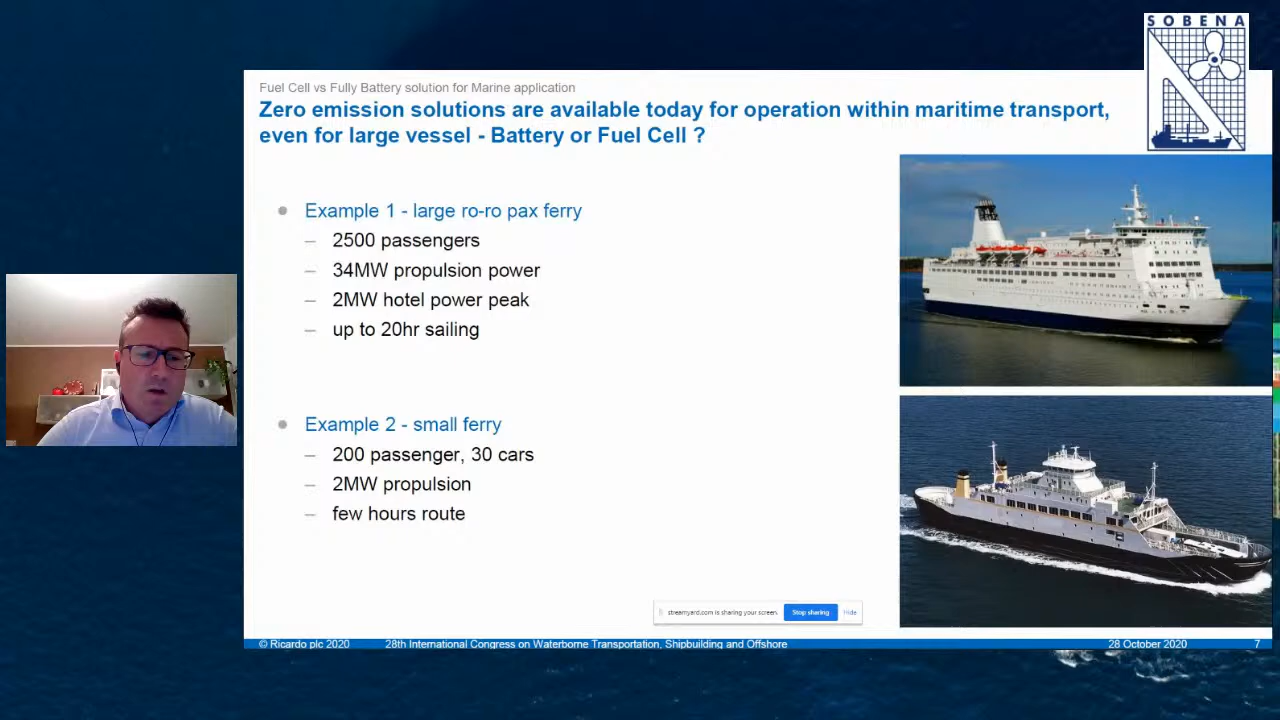 SOBENA
Fuel Cell vs Fully Battery solution for Marine application
Zero emission solutions are available today for operation within maritime transport,
even for large vessel - Battery or Fuel Cell ?
Example 1 - large ro-ro pax ferry
– 2500 passengers
– 34MW propulsion power
– 2MW hotel power peak
– up to 20hr sailing
Example 2 - small ferry
– 200 passenger, 30 cars
– 2MW propulsion
– few hours route
streamyard.com is sharing your screen. Stop sharing Hide
© Ricardo plc 2020 28th International Congress on Waterborne Transportation, Shipbuilding and Offshore 28 October 2020 7